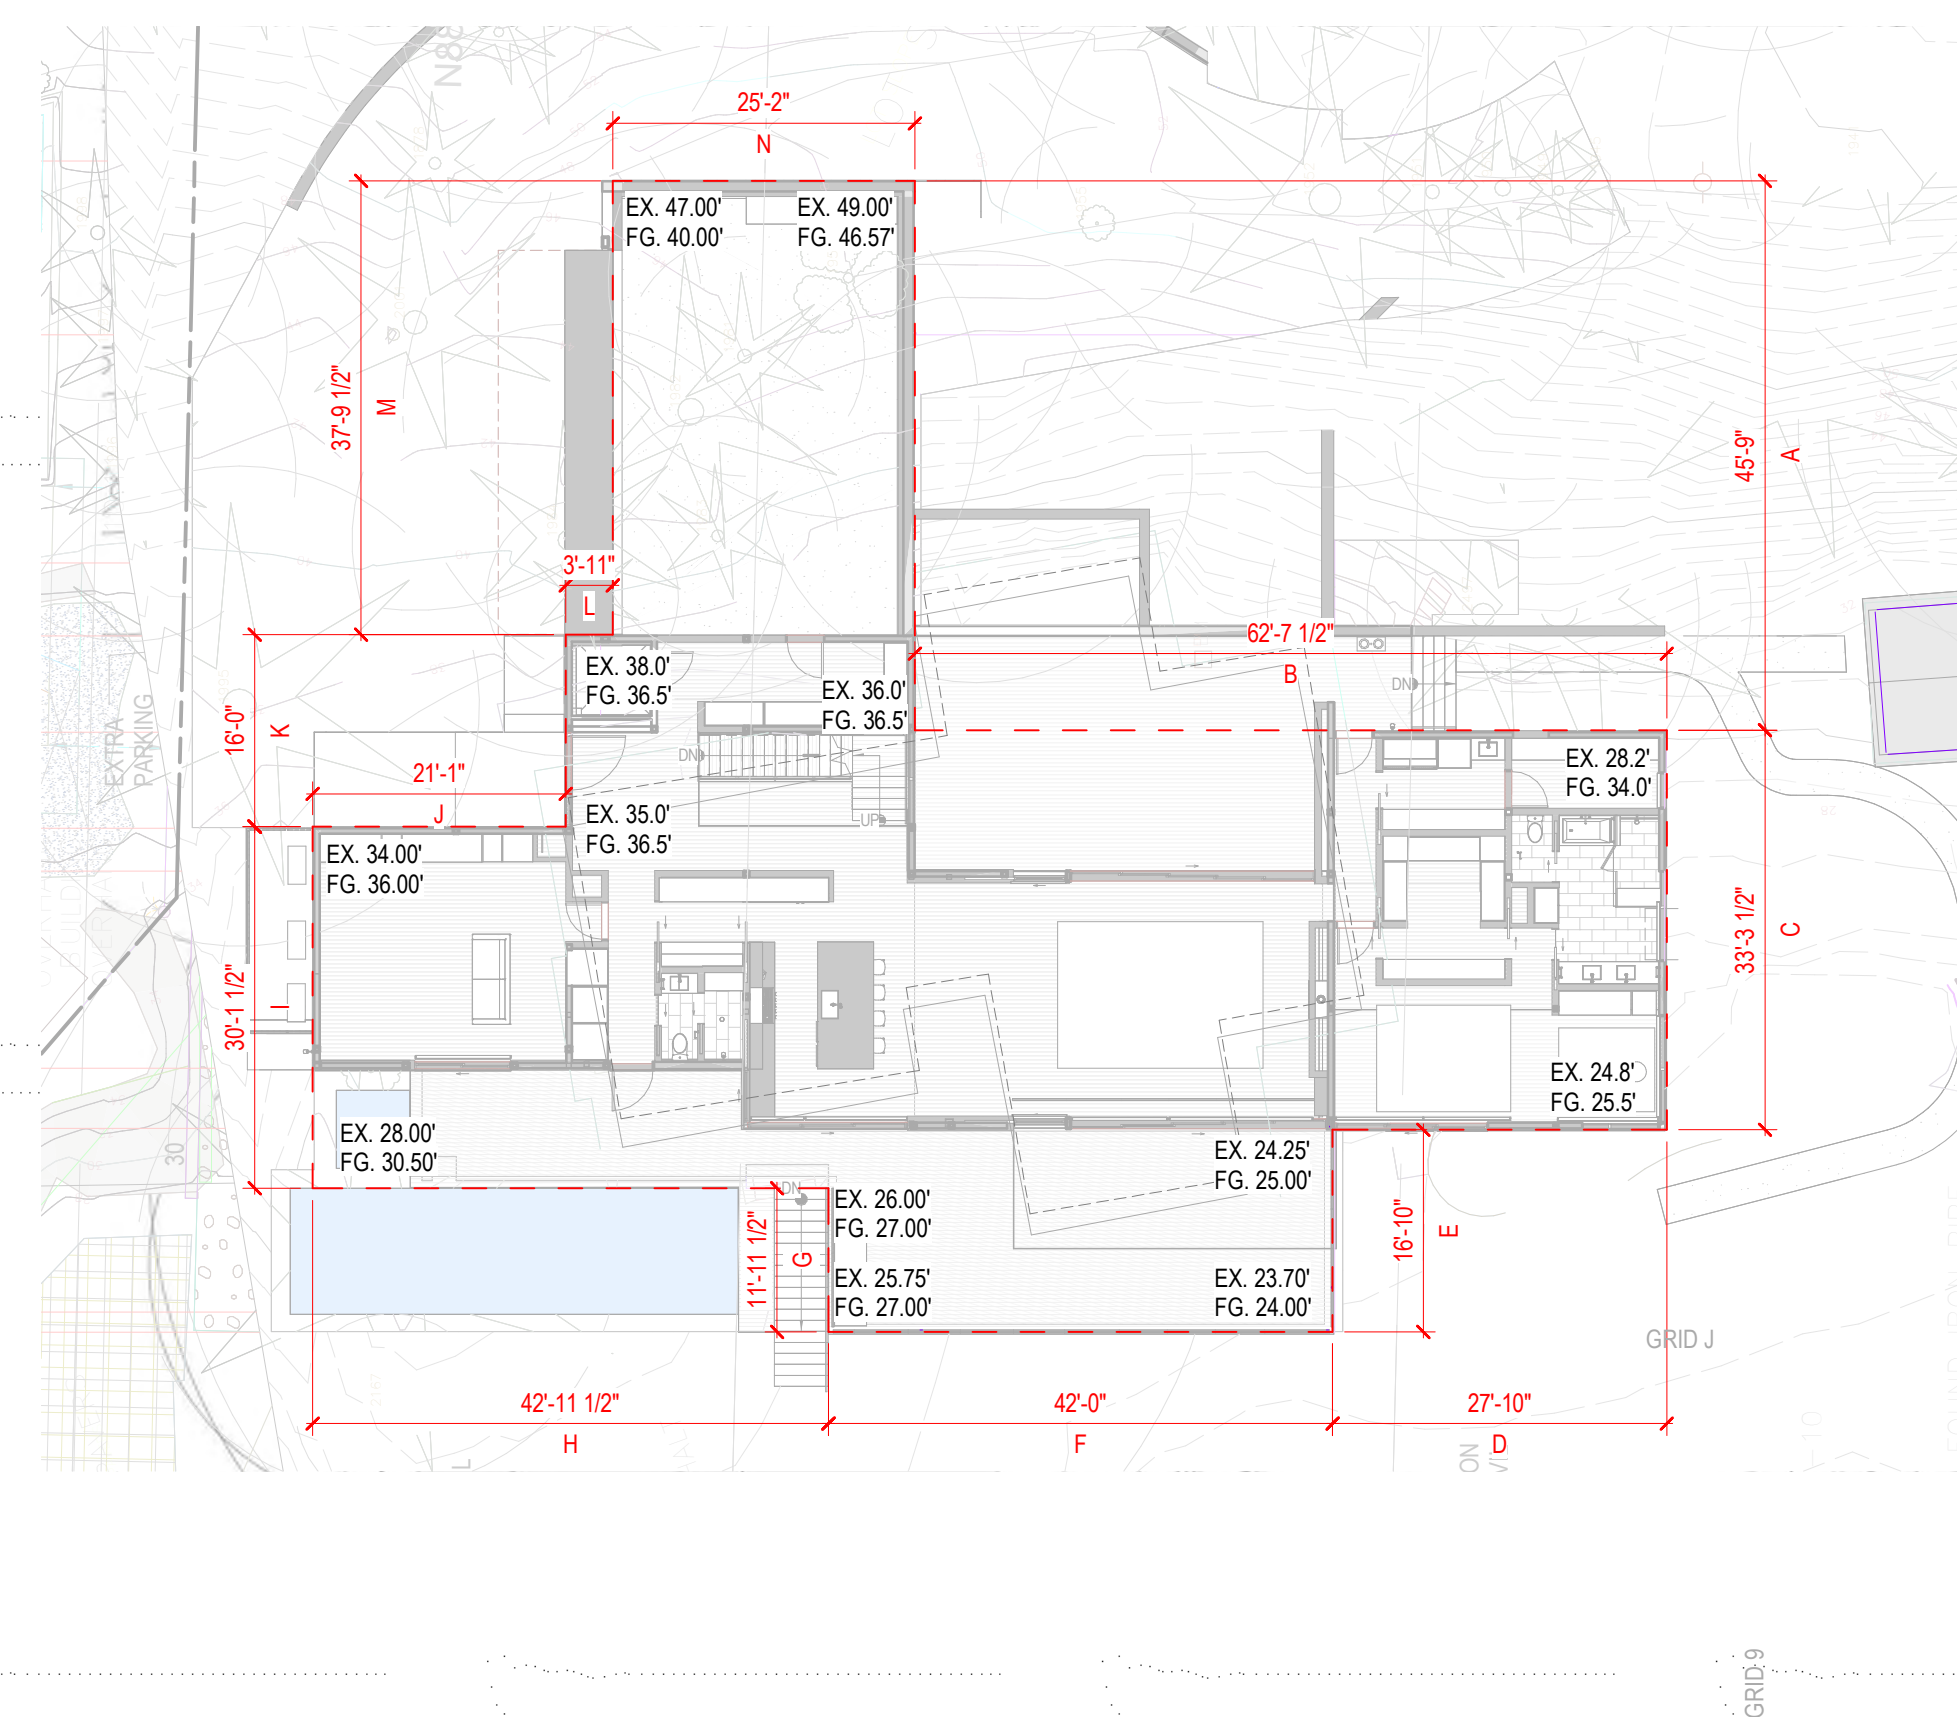 N88
25'-2"
N
EX. 47.00'
FG. 40.00'
EX. 49.00'
FG. 46.57'
37'-9 1/2"
M
45'-9"
A
3'-11"
L
62'-7 1/2"
B
EX. 38.0'
FG. 36.5'
EX. 36.0'
FG. 36.5'
DN
DN
16'-0"
K
EXTRA
PARKING
21'-1"
J
EX. 28.2'
FG. 34.0'
EX. 35.0'
FG. 36.5'
UP
EX. 34.00'
FG. 36.00'
33'-3 1/2"
C
30'-1 1/2"
I
EX. 24.8'
FG. 25.5'
EX. 28.00'
FG. 30.50'
30
EX. 24.25'
FG. 25.00'
DN
EX. 26.00'
FG. 27.00'
11'-11 1/2"
G
16'-10"
E
EX. 25.75'
FG. 27.00'
EX. 23.70'
FG. 24.00'
GRID J
42'-11 1/2"
H
42'-0"
F
27'-10"
D
ON
GRID 9